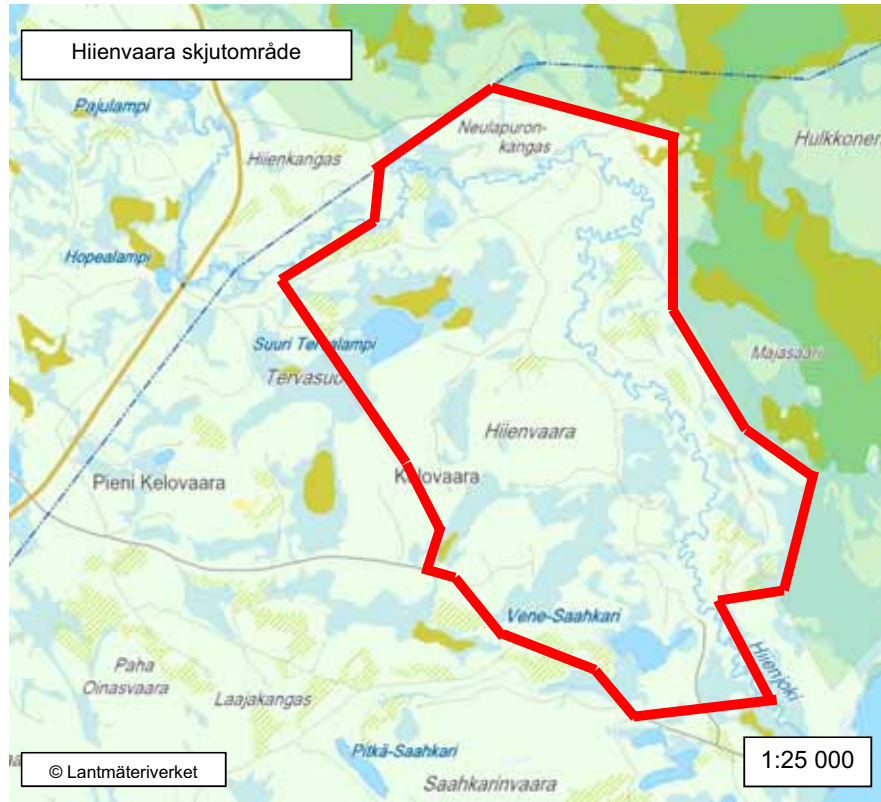 Hiienvaara skjutområde
Pajulampi
Neulapuron-
kangas
Hulkkonen
Hiienkangas
Hopealampi
Suuri Tervalampi
Tervasuo
Majasaari
Hiienvaara
Pieni Kelovaara
Kelovaara
Vene-Saahkari
Hiienjoki
Paha
Oinasvaara
Laajakangas
Pitkä-Saahkari
Saahkarinvaara
© Lantmäteriverket
1:25 000